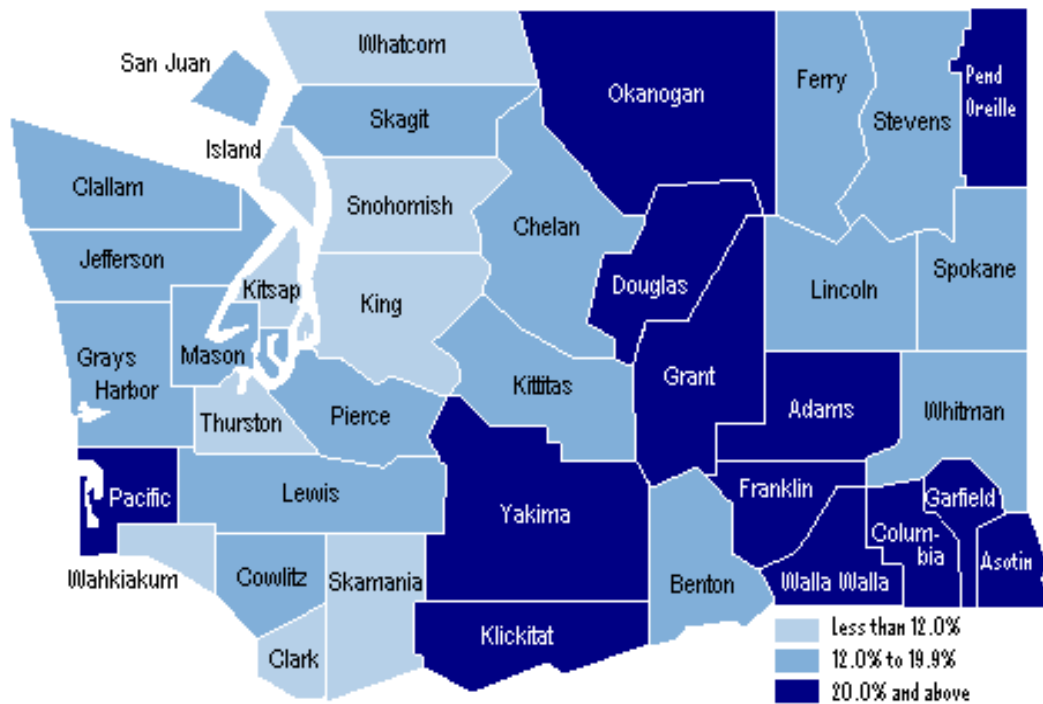 Whatcom
San Juan
Okanogan
Ferry
Pend
Oreille
Stevens
Skagit
Island
Clallam
Snohomish
Chelan
Jefferson
Kitsap
King
Douglas
Lincoln
Spokane
Grays
Harbor
Mason
Kittitas
Grant
Adams
Whitman
Thurston
Pierce
Pacific
Lewis
Yakima
Franklin
Garfield
Colum-
bia
Asotin
Wahkiakum
Cowlitz
Skamania
Benton
Walla Walla
Klickitat
Clark
Less than 12.0%
12.0% to 19.9%
20.0% and above